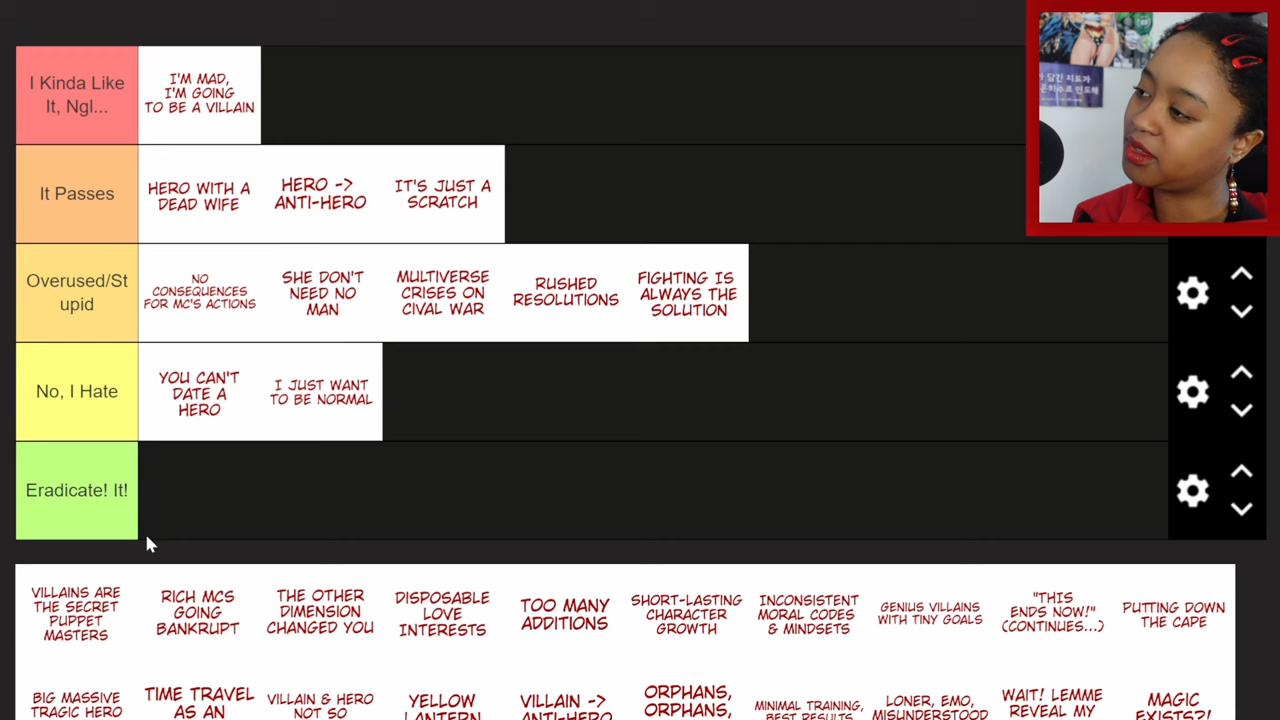 I Kinda Like
It, Ngl...
I'M MAD,
I'M GOING
TO BE A VILLAIN
It Passes
HERO WITH A
DEAD WIFE
HERO ->
ANTI-HERO
IT'S JUST A
SCRATCH
Overused/St
upid
NO
CONSEQUENCES
FOR MC'S ACTIONS
SHE DON'T
NEED NO
MAN
MULTIVERSE
CRISES ON
CIVAL WAR
RUSHED
RESOLUTIONS
FIGHTING IS
ALWAYS THE
SOLUTION
No, I Hate
YOU CAN'T
DATE A
HERO
I JUST WANT
TO BE NORMAL
Eradicate! It!
VILLAINS ARE
THE SECRET
PUPPET
MASTERS
RICH MCS
GOING
BANKRUPT
THE OTHER
DIMENSION
CHANGED YOU
DISPOSABLE
LOVE
INTERESTS
TOO MANY
ADDITIONS
SHORT-LASTING
CHARACTER
GROWTH
INCONSISTENT
MORAL CODES
& MINDSETS
GENIUS VILLAINS
WITH TINY GOALS
"THIS
ENDS NOW!"
(CONTINUES...)
PUTTING DOWN
THE CAPE
BIG MASSIVE
TRAGIC HERO
TIME TRAVEL
AS AN
VILLAIN & HERO
NOT SO
YELLOW
LANTERN
VILLAIN ->
ANTI-HERO
ORPHANS,
ORPHANS,
MINIMAL TRAINING,
BEST RESULTS
LONER, EMO,
MISUNDERSTOOD
WAIT! LEMME
REVEAL MY
MAGIC
EXISTS?!